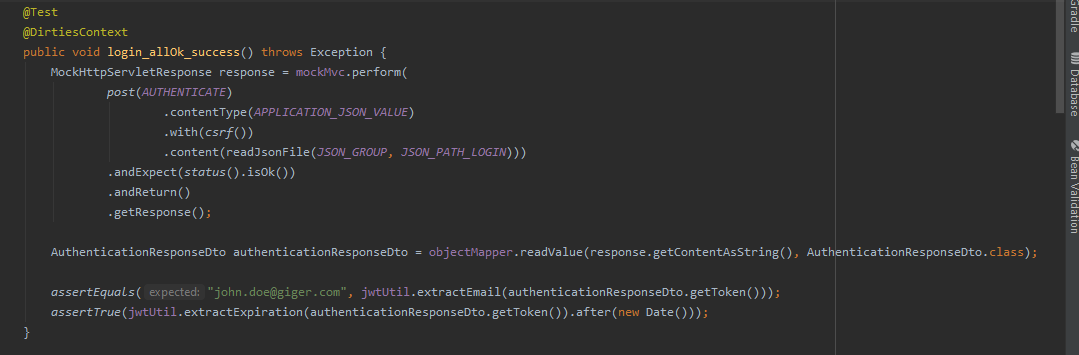 @Test
@DirtiesContext
public void login_allOk_success() throws Exception {
MockHttpServletResponse response = mockMvc.perform(
post(AUTHENTICATE)
.contentType(APPLICATION_JSON_VALUE)
.with(csrf())
.content(readJsonFile(JSON_GROUP, JSON_PATH_LOGIN)))
.andExpect(status().isOk())
.andReturn()
.getResponse();
AuthenticationResponseDto authenticationResponseDto = objectMapper.readValue(response.getContentAsString(), AuthenticationResponseDto.class);
assertEquals( expected: "john.doe@giger.com", jwtUtil.extractEmail(authenticationResponseDto.getToken()));
assertTrue(jwtUtil.extractExpiration(authenticationResponseDto.getToken()).after(new Date()));
}
Gradle
Database
Bean Validation